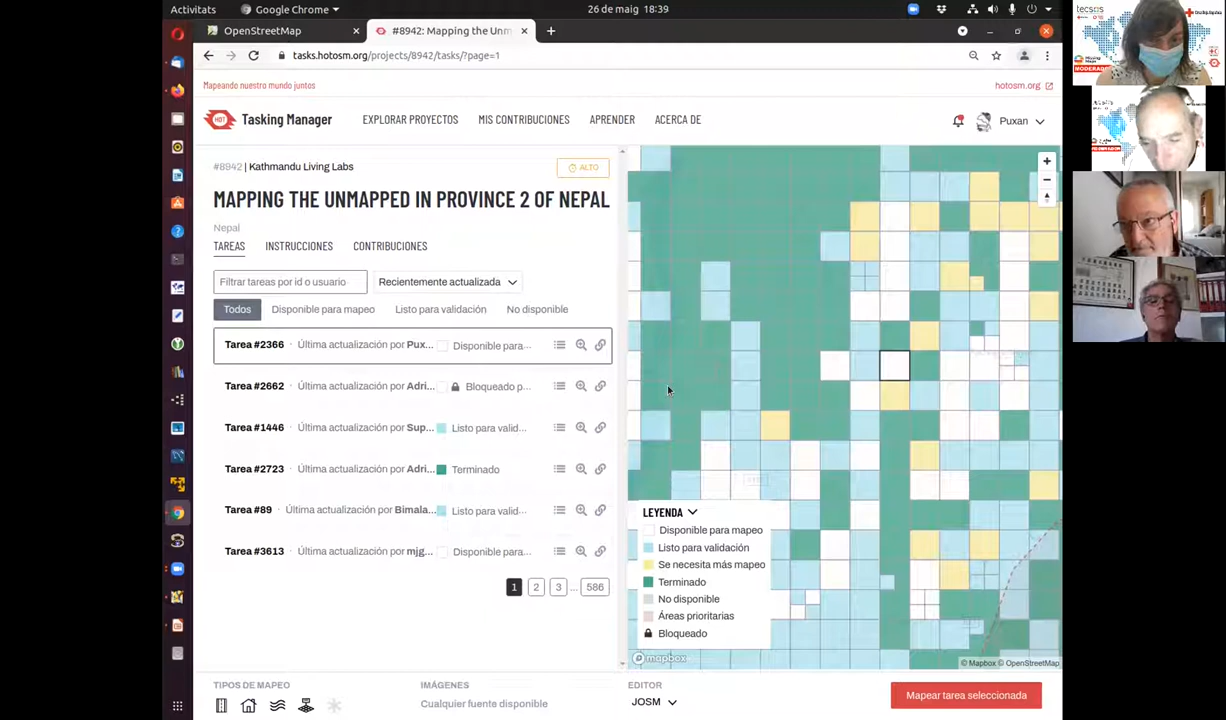 Activitats
Google Chrome
26 de maig 18:39
OpenStreetMap
#8942: Mapping the Unm
tasks.hotosm.org/projects/8942/tasks/?page=1
Mapeando nuestro mundo juntos
hotosm.org
HOT
Tasking Manager
EXPLORAR PROYECTOS
MIS CONTRIBUCIONES
APRENDER
ACERCA DE
Puxan
#8942 | Kathmandu Living Labs
ALTO
MAPPING THE UNMAPPED IN PROVINCE 2 OF NEPAL
Nepal
TAREAS
INSTRUCCIONES
CONTRIBUCIONES
Filtrar tareas por id o usuario
Recientemente actualizada
Todos
Disponible para mapeo
Listo para validación
No disponible
Tarea #2366 · Última actualización por Pux... Disponible para...
Tarea #2662 · Última actualización por Adri... Bloqueado p...
Tarea #1446 · Última actualización por Sup... Listo para valid...
Tarea #2723 · Última actualización por Adri... Terminado
Tarea #89 · Última actualización por Bimala... Listo para valid...
Tarea #3613 · Última actualización por mjg... Disponible para...
1 2 3 ... 586
LEYENDA
Disponible para mapeo
Listo para validación
Se necesita más mapeo
Terminado
No disponible
Áreas prioritarias
Bloqueado
mapbox
© Mapbox © OpenStreetMap
TIPOS DE MAPEO
IMÁGENES
Cualquier fuente disponible
EDITOR
JOSM
Mapear tarea seleccionada
tecsos